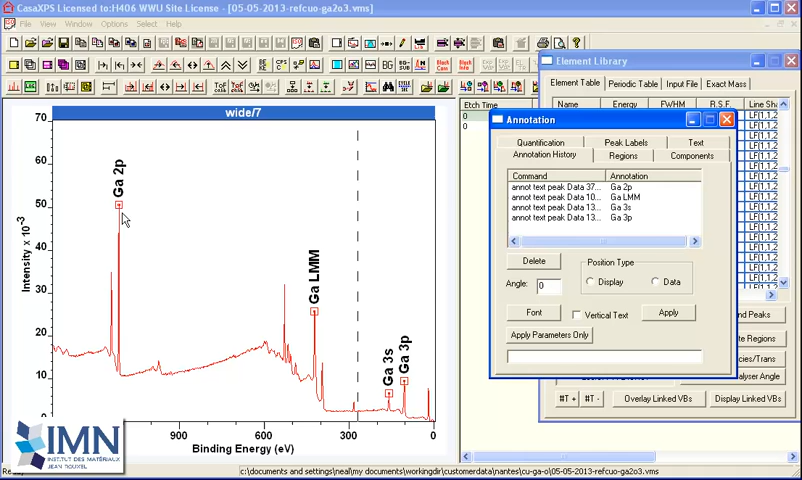 CasaXPS Licensed to:H406 WWU Site License - [05-05-2013-refcuo-ga2o3.vms]
File View Window Options Select Help
wide/7
70
60
50
40
30
20
10
0
Intensity x 10-3
Ga 2p
Ga LMM
Ga 3s
Ga 3p
900 600 300 0
Binding Energy (eV)
IMN
INSTITUT DES MATÉRIAUX
JEAN ROUXEL
Etch Time
0
0
Element Library
Element Table Periodic Table Input File Exact Mass
Name Energy FWHM R.S.F. Line Sha
LF(1,1,2
Annotation
Quantification Peak Labels Text
Annotation History Regions Components
Command Annotation
annot text peak Data 37... Ga 2p
annot text peak Data 10... Ga LMM
annot text peak Data 13... Ga 3s
annot text peak Data 13... Ga 3p
Delete
Position Type
Angle: 0
Display Data
Font
Vertical Text
Apply
Apply Parameters Only
nd Peaks
te Regions
cies/Trans
alyser Angle
#T + #T - Overlay Linked VBs Display Linked VBs
c:\documents and settings\neal\my documents\workingdir\customerdata\nantes\cu-ga-o\05-05-2013-refcuo-ga2o3.vms